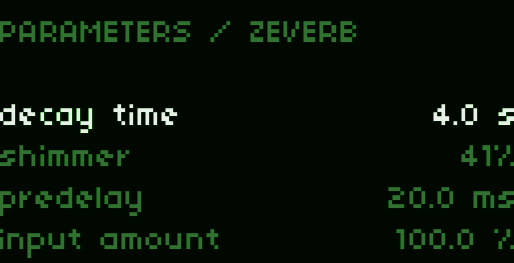 PARAMETERS / ZEVERB
decay time 4.0 s
shimmer 41%
predelay 20.0 ms
input amount 100.0 %